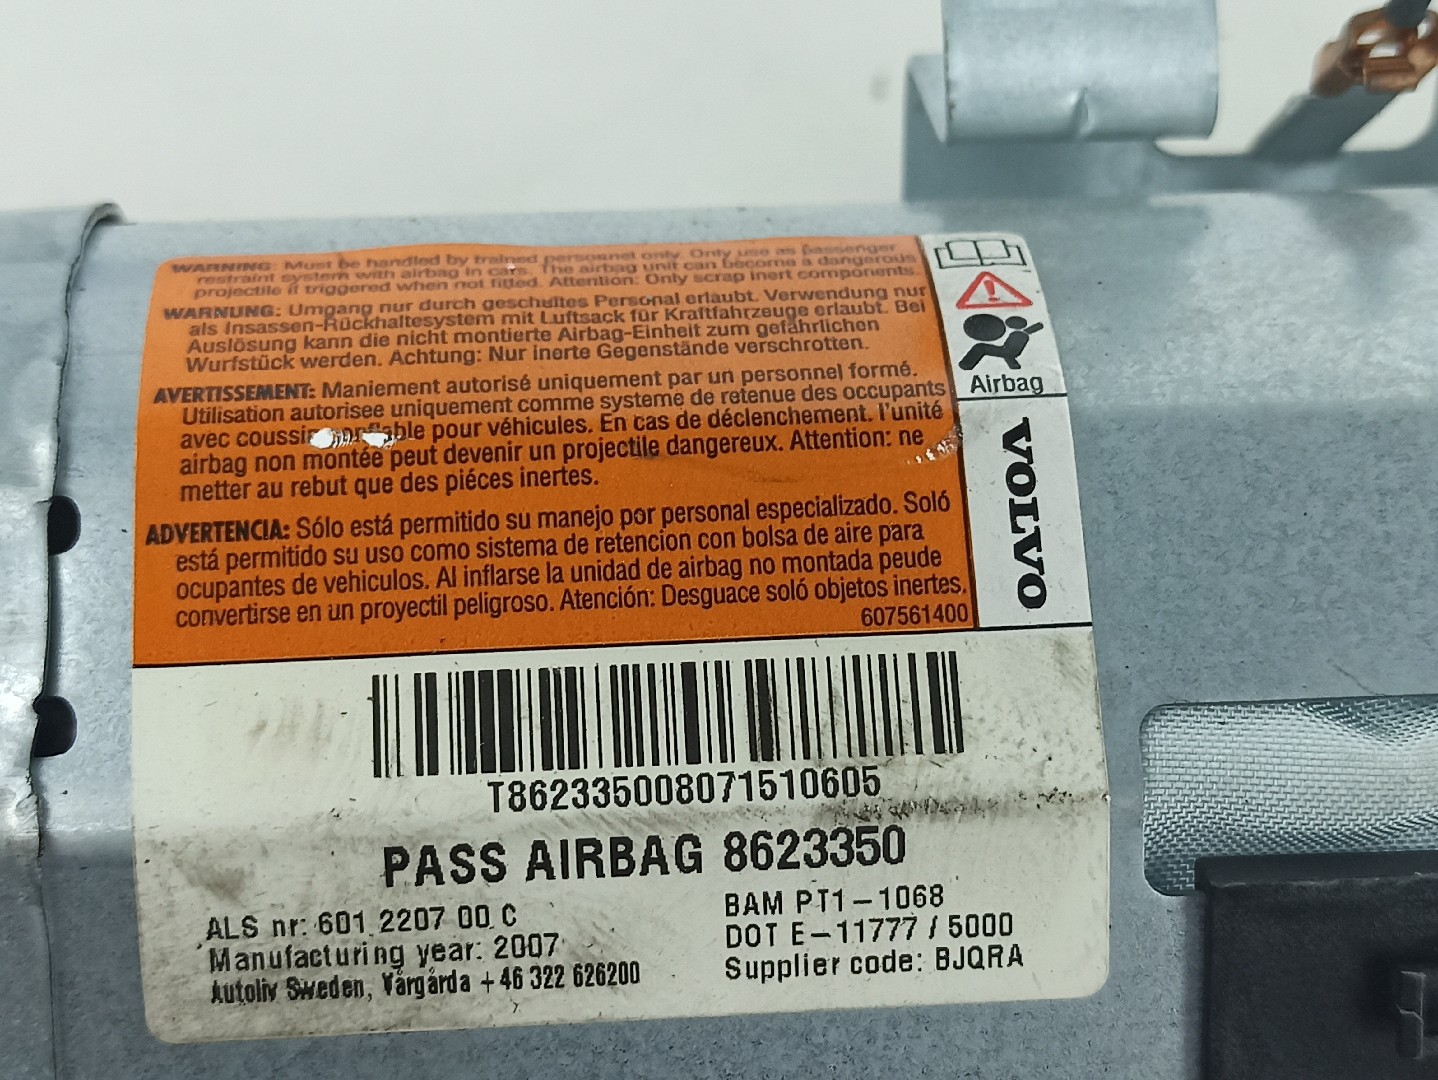 WARNING: Must be handled by trained personnel only. Only use as passenger
restraint system with airbag in cars. The airbag unit can become a dangerous
projectile if triggered when not fitted. Attention: Only scrap inert components.
WARNUNG: Umgang nur durch geschultes Personal erlaubt. Verwendung nur
als Insassen-Rückhaltesystem mit Luftsack für Kraftfahrzeuge erlaubt. Bei
Auslösung kann die nicht montierte Airbag-Einheit zum gefährlichen
Wurfstück werden. Achtung: Nur inerte Gegenstände verschrotten.
AVERTISSEMENT: Maniement autorisé uniquement par un personnel formé.
Utilisation autorisee uniquement comme systeme de retenue des occupants
avec coussin gonflable pour véhicules. En cas de déclenchement. l'unité
airbag non montée peut devenir un projectile dangereux. Attention: ne
metter au rebut que des piéces inertes.
ADVERTENCIA: Sólo está permitido su manejo por personal especializado. Soló
está permitido su uso como sistema de retencion con bolsa de aire para
ocupantes de vehiculos. Al inflarse la unidad de airbag no montada peude
convertirse en un proyectil peligroso. Atención: Desguace soló objetos inertes.
607561400
Airbag
VOLVO
T862335008071510605
PASS AIRBAG 8623350
ALS nr: 601 2207 00 C
Manufacturing year: 2007
Autoliv Sweden, Vårgårda +46 322 626200
BAM PT1-1068
DOT E-11777 / 5000
Supplier code: BJQRA